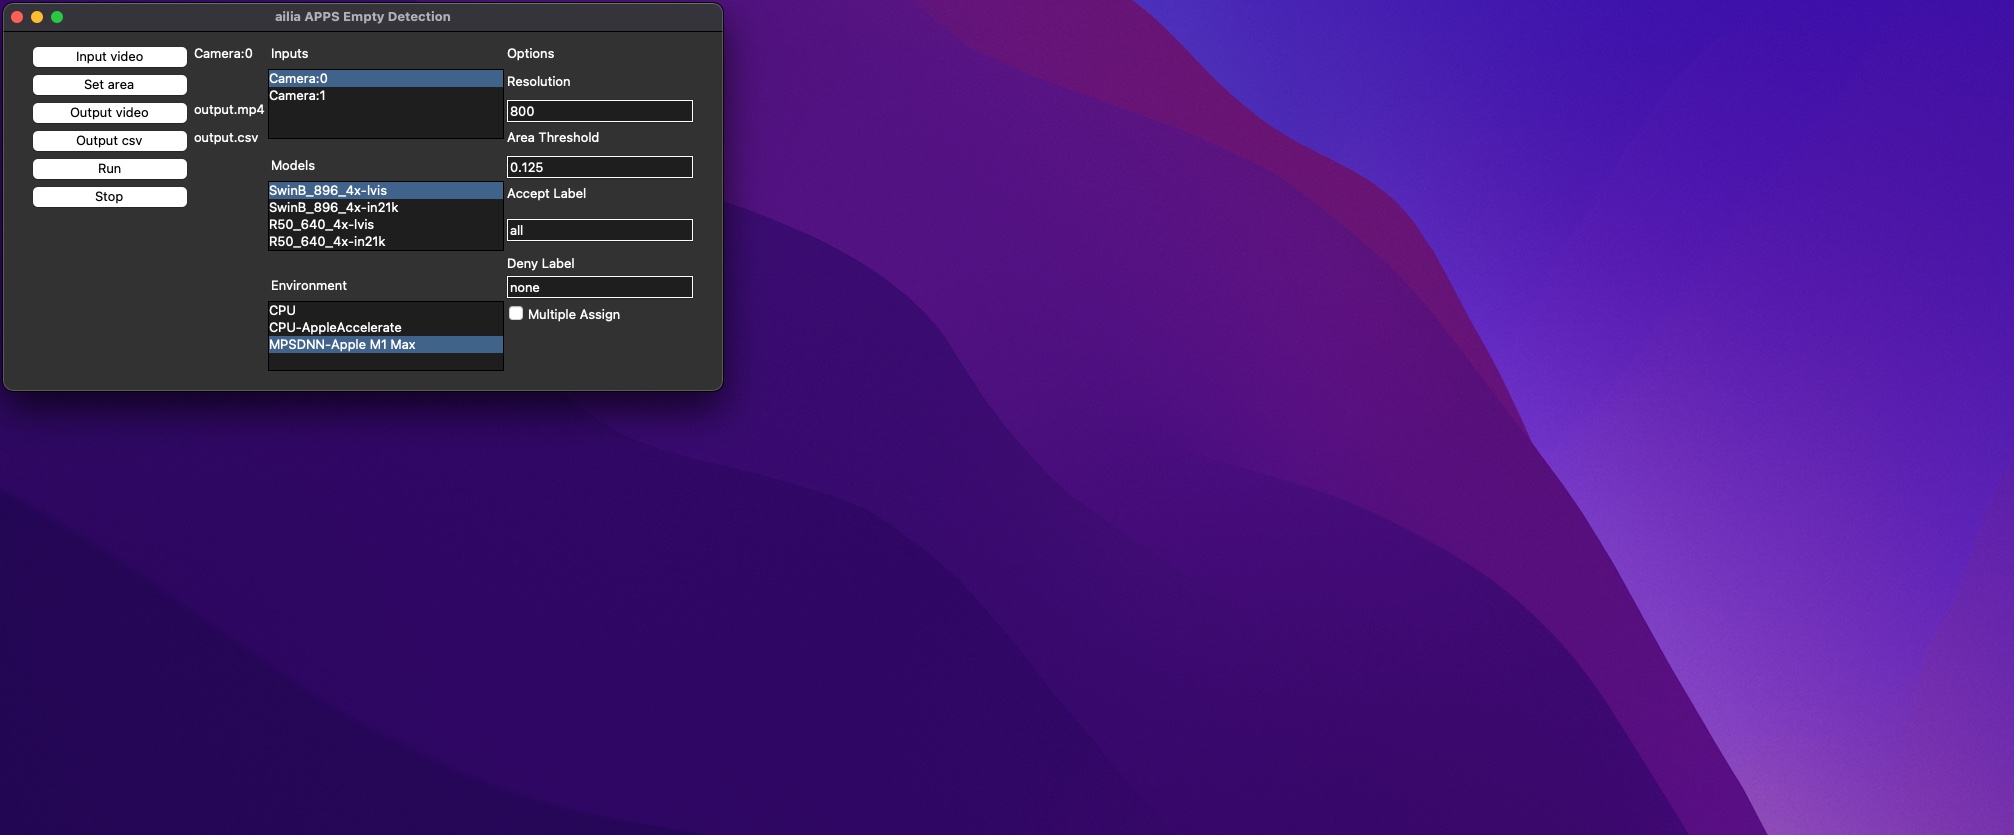 ailia APPS Empty Detection
Input video
Camera:0
Set area
Output video
output.mp4
Output csv
output.csv
Run
Stop
Inputs
Camera:0
Camera:1
Models
SwinB_896_4x-lvis
SwinB_896_4x-in21k
R50_640_4x-lvis
R50_640_4x-in21k
Environment
CPU
CPU-AppleAccelerate
MPSDNN-Apple M1 Max
Options
Resolution
800
Area Threshold
0.125
Accept Label
all
Deny Label
none
Multiple Assign